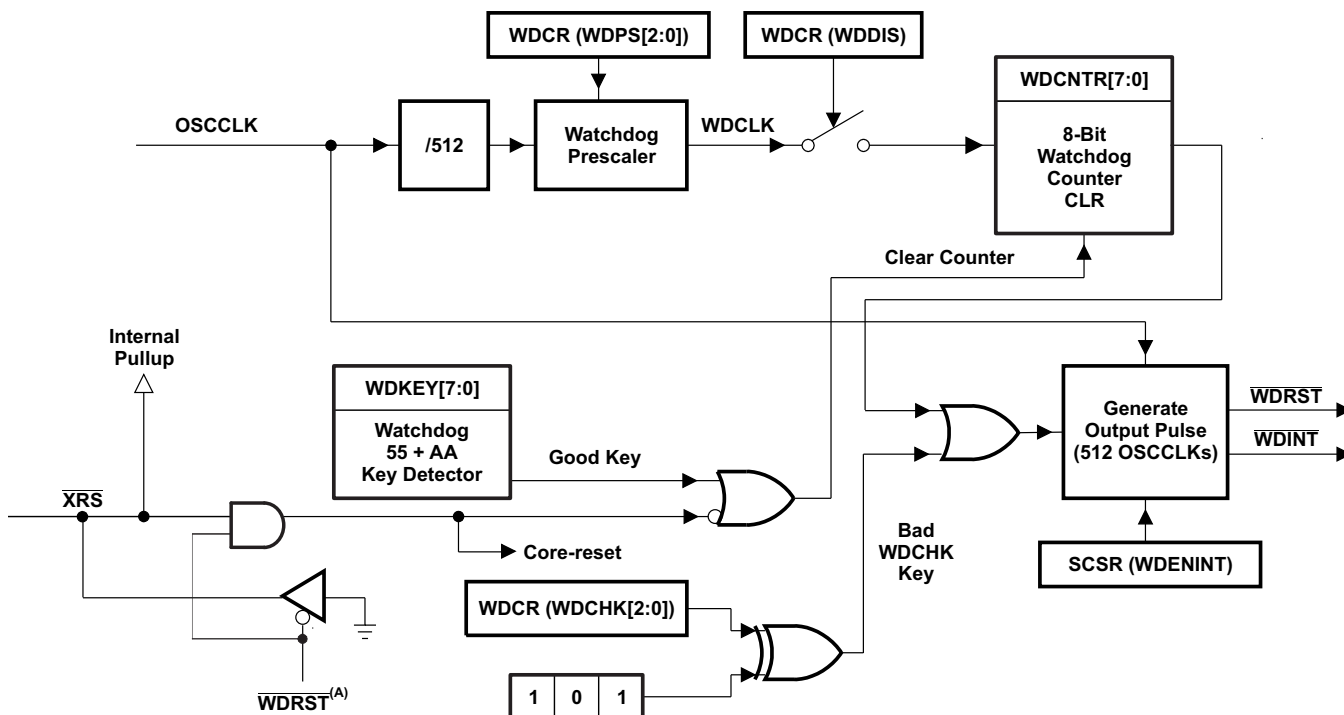 WDCR (WDPS[2:0])
WDCR (WDDIS)
WDCNTR[7:0]
OSCCLK
/512
Watchdog
Prescaler
WDCLK
8-Bit
Watchdog
Counter
CLR
Clear Counter
Internal
Pullup
WDKEY[7:0]
Watchdog
55 + AA
Key Detector
Good Key
Generate
Output Pulse
(512 OSCCLKs)
WDRST
WDINT
XRS
Core-reset
Bad
WDCHK
Key
SCSR (WDENINT)
WDCR (WDCHK[2:0])
WDRST(A)
1 0 1